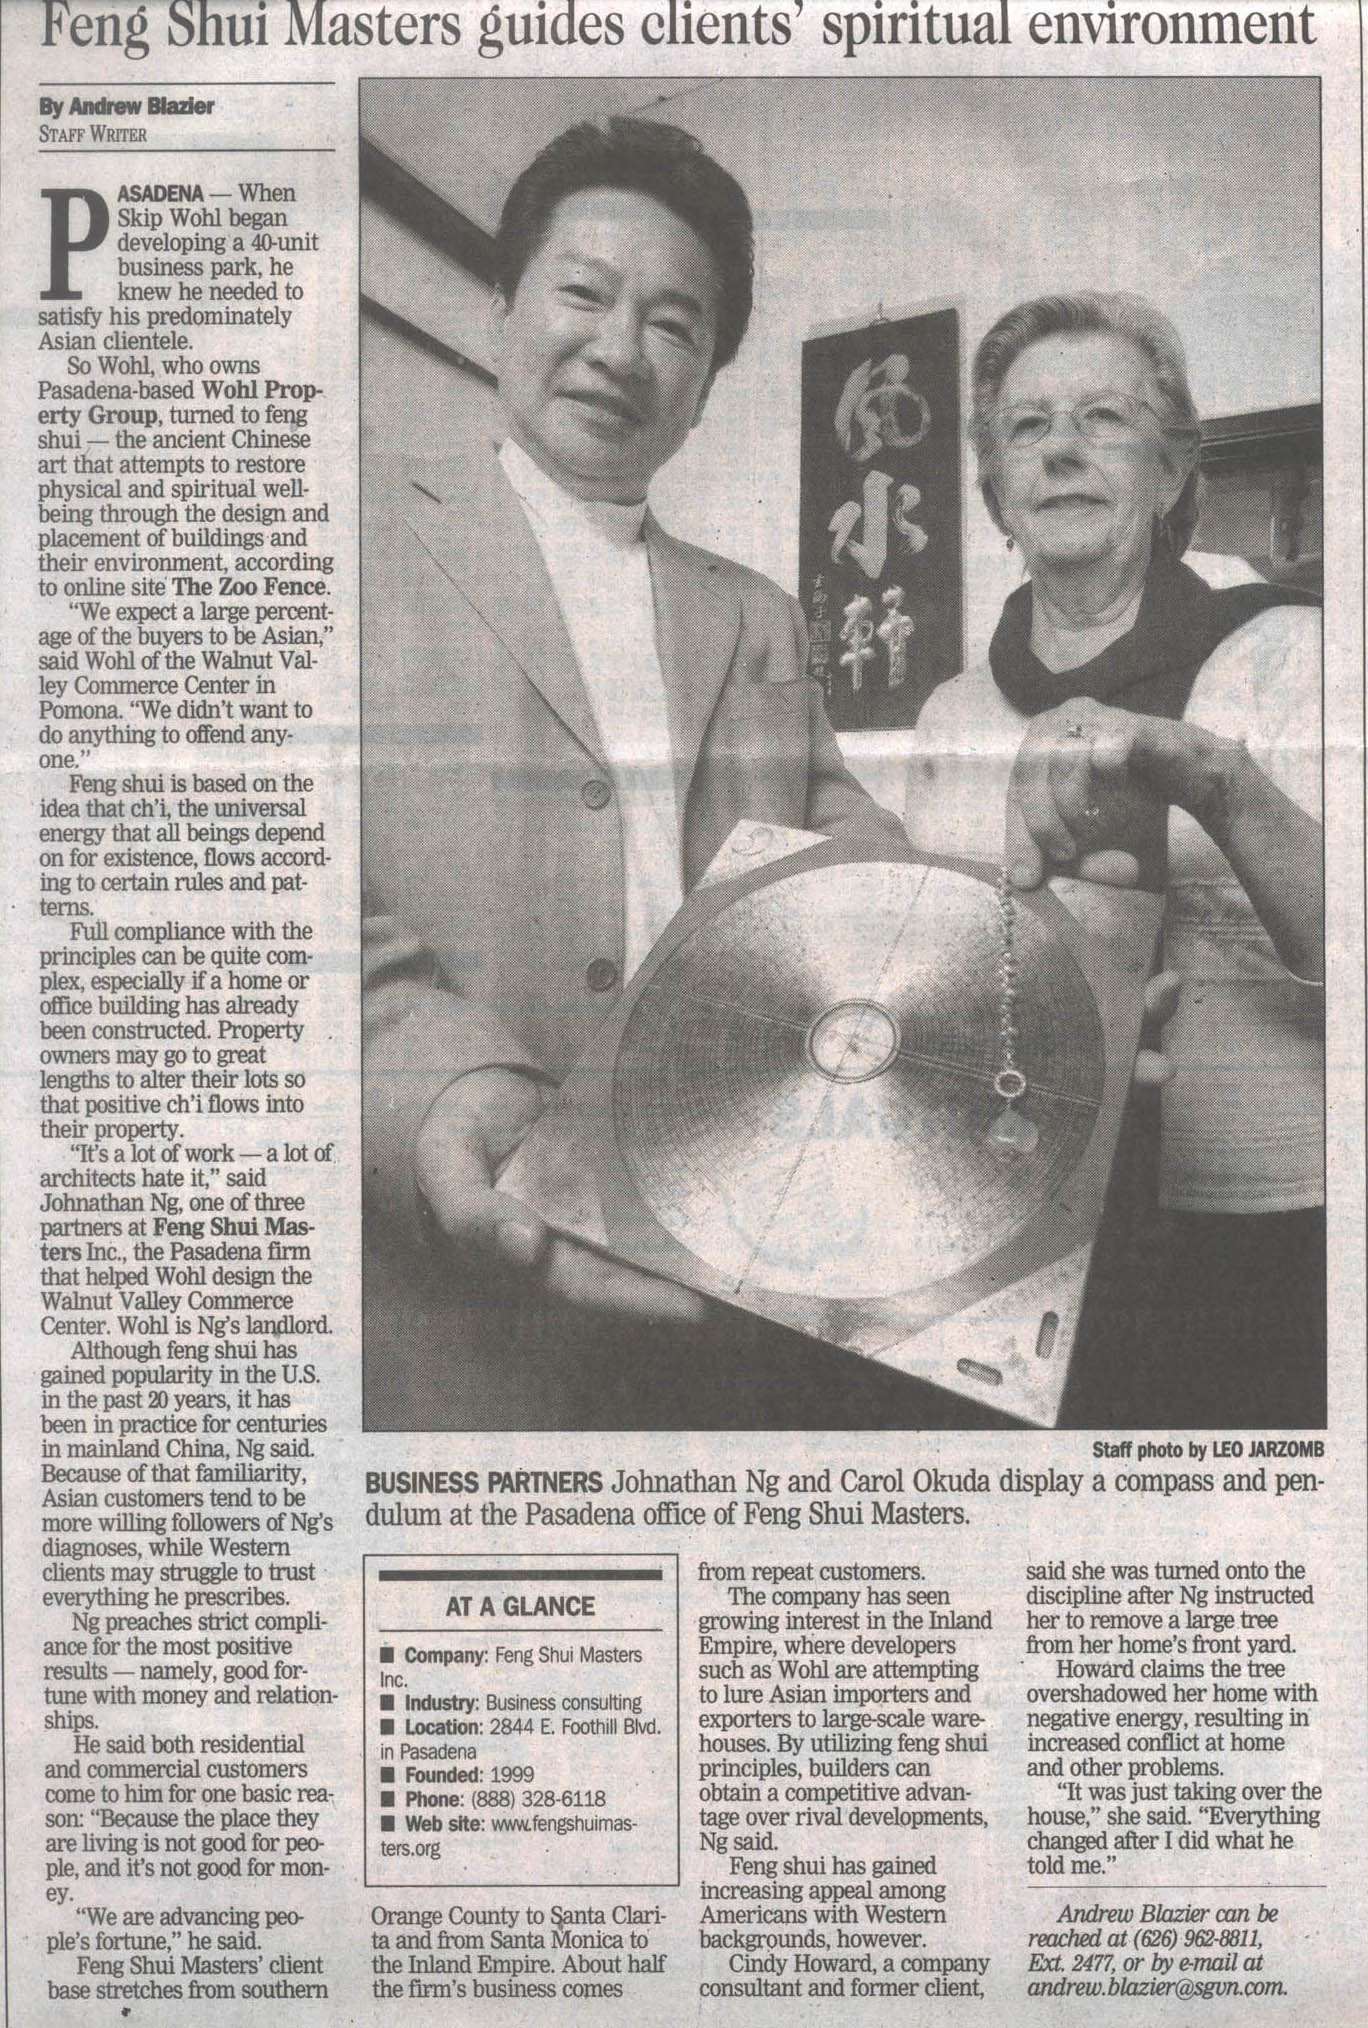 Feng Shui Masters guides clients' spiritual environment
By Andrew Blazier
STAFF WRITER
PASADENA — When
Skip Wohl began
developing a 40-unit
business park, he
knew he needed to
satisfy his predominately
Asian clientele.
So Wohl, who owns
Pasadena-based Wohl Prop-
erty Group, turned to feng
shui — the ancient Chinese
art that attempts to restore
physical and spiritual well-
being through the design and
placement of buildings and
their environment, according
to online site The Zoo Fence.
"We expect a large percent-
age of the buyers to be Asian,"
said Wohl of the Walnut Val-
ley Commerce Center in
Pomona. "We didn't want to
do anything to offend any-
one."
Feng shui is based on the
idea that ch'i, the universal
energy that all beings depend
on for existence, flows accord-
ing to certain rules and pat-
terns.
Full compliance with the
principles can be quite com-
plex, especially if a home or
office building has already
been constructed. Property
owners may go to great
lengths to alter their lots so
that positive ch'i flows into
their property.
"It's a lot of work — a lot of
architects hate it," said
Johnathan Ng, one of three
partners at Feng Shui Mas-
ters Inc., the Pasadena firm
that helped Wohl design the
Walnut Valley Commerce
Center. Wohl is Ng's landlord.
Although feng shui has
gained popularity in the U.S.
in the past 20 years, it has
been in practice for centuries
in mainland China, Ng said.
Because of that familiarity,
Asian customers tend to be
more willing followers of Ng's
diagnoses, while Western
clients may struggle to trust
everything he prescribes.
Ng preaches strict compli-
ance for the most positive
results — namely, good for-
tune with money and relation-
ships.
He said both residential
and commercial customers
come to him for one basic rea-
son: "Because the place they
are living is not good for peo-
ple, and it's not good for mon-
ey.
"We are advancing peo-
ple's fortune," he said.
Feng Shui Masters' client
base stretches from southern
Staff photo by LEO JARZOMB
BUSINESS PARTNERS Johnathan Ng and Carol Okuda display a compass and pen-
dulum at the Pasadena office of Feng Shui Masters.
AT A GLANCE
■ Company: Feng Shui Masters
Inc.
■ Industry: Business consulting
■ Location: 2844 E. Foothill Blvd.
in Pasadena
■ Founded: 1999
■ Phone: (888) 328-6118
■ Web site: www.fengshuimas-
ters.org
Orange County to Santa Clari-
ta and from Santa Monica to
the Inland Empire. About half
the firm's business comes
from repeat customers.
The company has seen
growing interest in the Inland
Empire, where developers
such as Wohl are attempting
to lure Asian importers and
exporters to large-scale ware-
houses. By utilizing feng shui
principles, builders can
obtain a competitive advan-
tage over rival developments,
Ng said.
Feng shui has gained
increasing appeal among
Americans with Western
backgrounds, however.
Cindy Howard, a company
consultant and former client,
said she was turned onto the
discipline after Ng instructed
her to remove a large tree
from her home's front yard.
Howard claims the tree
overshadowed her home with
negative energy, resulting in
increased conflict at home
and other problems.
"It was just taking over the
house," she said. "Everything
changed after I did what he
told me."
Andrew Blazier can be
reached at (626) 962-8811,
Ext. 2477, or by e-mail at
andrew.blazier@sgvn.com.